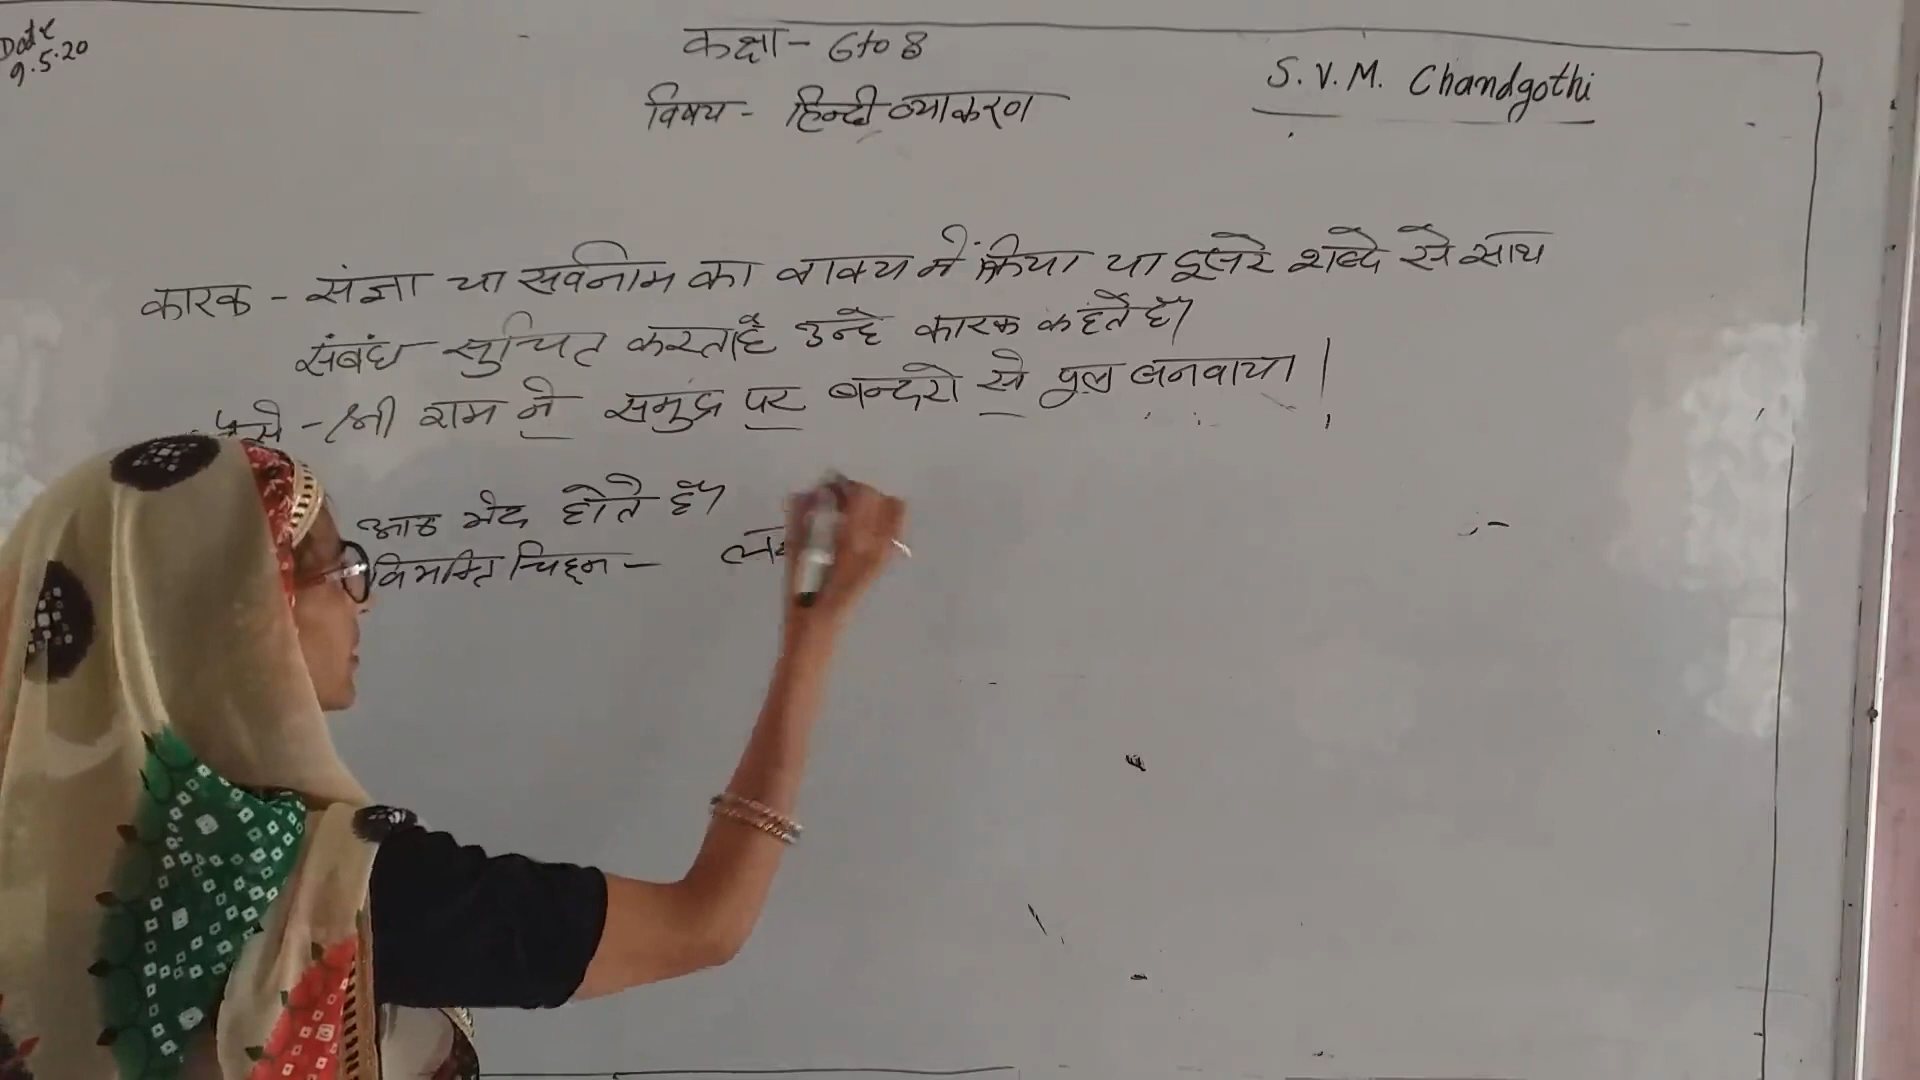 Date
9.5.20
कक्षा - 6 to 8
विषय - हिन्दी व्याकरण
S.V.M. Chandgothi
कारक - संज्ञा या सर्वनाम का वाक्य में क्रिया या दूसरे शब्दे से साथ
संबंध सुचित करता है उन्हे कारक कहते है।
श्री राम ने समुद्र पर बन्दरो से पूल बनवाया।
आठ भेद होते है।
विभक्ति चिह्न -